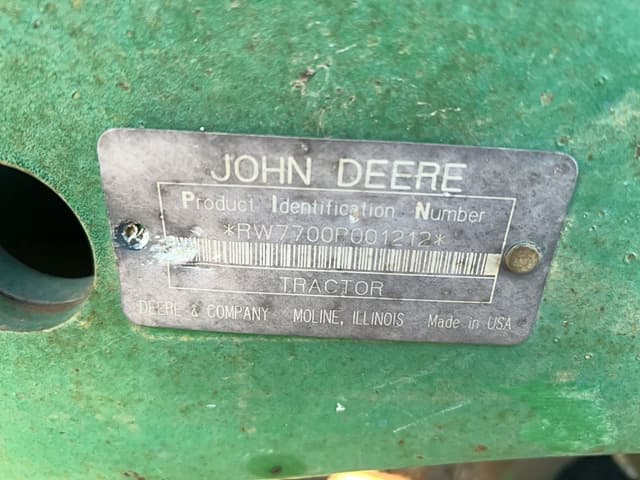 JOHN DEERE
Product Identification Number
*RW7700P001212*
TRACTOR
DEERE & COMPANY MOLINE, ILLINOIS Made in USA